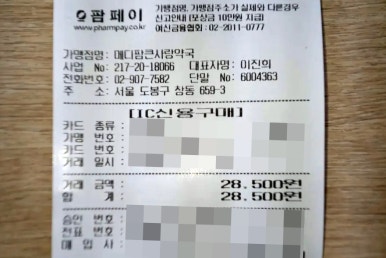 팜페이
www.pharmpay.co.kr
가맹점명, 가맹점주소가 실제와 다른경우
신고안내 (포상금 10만원 지급)
여신금융협회: 02-2011-0777
가맹점명: 메디팜큰사랑약국
사업 No: 217-20-18066 대표자명: 이진희
전화번호: 02-907-7582 단말 No: 6004363
주 소: 서울 도봉구 창동 659-3
[IC신용구매]
카드 종류:
가맹 번호:
카드 번호:
거래 일시:
거래 금액 28,500원
합 계: 28,500원
승인 번호:
전표 번호:
매 입 사: